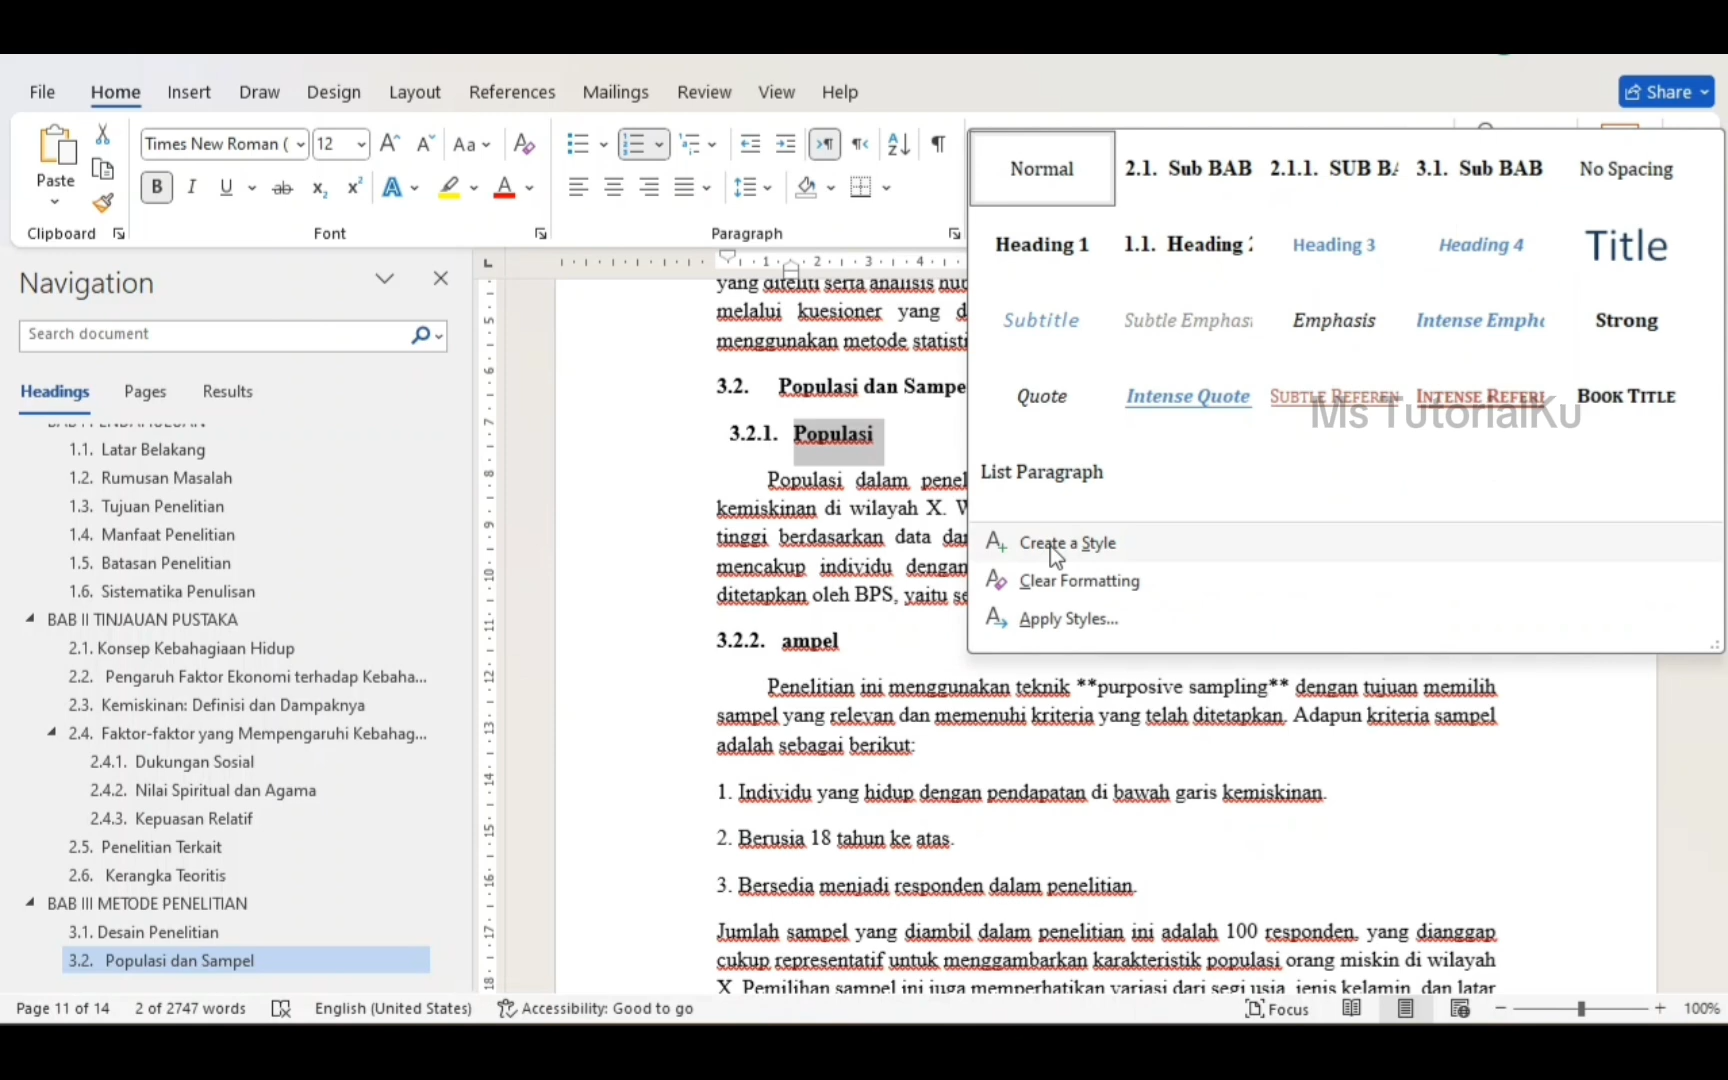 File Home Insert Draw Design Layout References Mailings Review View Help Share
Times New Roman ( 12 Aa
Paste B I U ab x₂ x² A A
Clipboard Font Paragraph
Normal 2.1. Sub BAB 2.1.1. SUB BA 3.1. Sub BAB No Spacing
Heading 1 1.1. Heading 2 Heading 3 Heading 4 Title
Subtitle Subtle Emphasi Emphasis Intense Empha Strong
Quote Intense Quote SUBTLE REFEREN INTENSE REFERE BOOK TITLE
Ms TutorialKu
List Paragraph
Create a Style
Clear Formatting
Apply Styles...
Navigation
Search document
Headings Pages Results
BAB I PENDAHULUAN
1.1. Latar Belakang
1.2. Rumusan Masalah
1.3. Tujuan Penelitian
1.4. Manfaat Penelitian
1.5. Batasan Penelitian
1.6. Sistematika Penulisan
BAB II TINJAUAN PUSTAKA
2.1. Konsep Kebahagiaan Hidup
2.2. Pengaruh Faktor Ekonomi terhadap Kebaha...
2.3. Kemiskinan: Definisi dan Dampaknya
2.4. Faktor-faktor yang Mempengaruhi Kebahag...
2.4.1. Dukungan Sosial
2.4.2. Nilai Spiritual dan Agama
2.4.3. Kepuasan Relatif
2.5. Penelitian Terkait
2.6. Kerangka Teoritis
BAB III METODE PENELITIAN
3.1. Desain Penelitian
3.2. Populasi dan Sampel
yang diteliti serta analisis
melalui kuesioner yang d
menggunakan metode statisti
3.2. Populasi dan Sampe
3.2.1. Populasi
Populasi dalam penel
kemiskinan di wilayah X. W
tinggi berdasarkan data dar
mencakup individu dengan
ditetapkan oleh BPS, yaitu se
3.2.2. ampel
Penelitian ini menggunakan teknik **purposive sampling** dengan tujuan memilih
sampel yang relevan dan memenuhi kriteria yang telah ditetapkan. Adapun kriteria sampel
adalah sebagai berikut:
1. Individu yang hidup dengan pendapatan di bawah garis kemiskinan.
2. Berusia 18 tahun ke atas.
3. Bersedia menjadi responden dalam penelitian.
Jumlah sampel yang diambil dalam penelitian ini adalah 100 responden, yang dianggap
cukup representatif untuk menggambarkan karakteristik populasi orang miskin di wilayah
X. Pemilihan sampel ini juga memperhatikan variasi dari segi usia, jenis kelamin, dan latar
Page 11 of 14 2 of 2747 words English (United States) Accessibility: Good to go Focus 100%